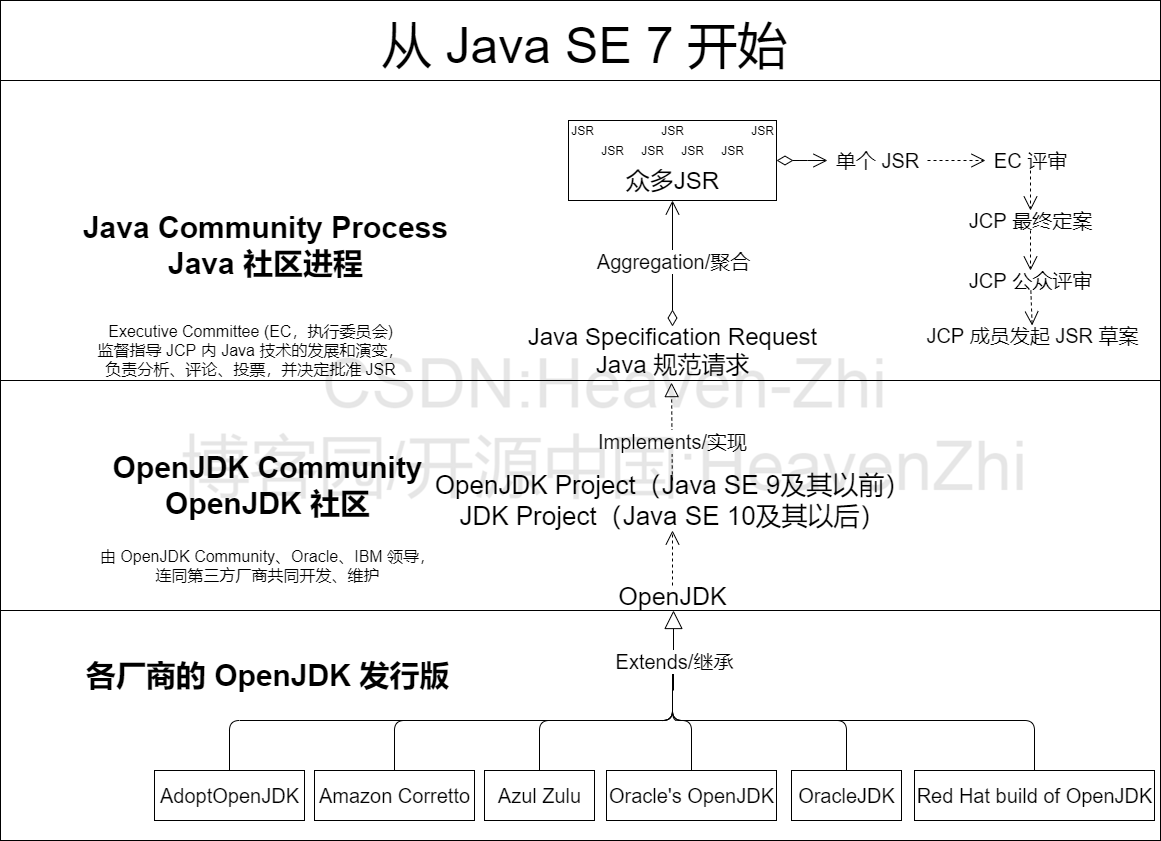 从 Java SE 7 开始
JSR JSR JSR
JSR JSR JSR JSR
众多JSR
单个 JSR
EC 评审
JCP 最终定案
JCP 公众评审
JCP 成员发起 JSR 草案
Java Community Process
Java 社区进程
Aggregation/聚合
Executive Committee (EC，执行委员会)
监督指导 JCP 内 Java 技术的发展和演变，
负责分析、评论、投票，并决定批准 JSR
Java Specification Request
Java 规范请求
CSDN:Heaven-Zhi
博客园/开源中国:HeavenZhi
Implements/实现
OpenJDK Community
OpenJDK 社区
OpenJDK Project（Java SE 9及其以前）
JDK Project（Java SE 10及其以后）
由 OpenJDK Community、Oracle、IBM 领导，
连同第三方厂商共同开发、维护
OpenJDK
Extends/继承
各厂商的 OpenJDK 发行版
AdoptOpenJDK
Amazon Corretto
Azul Zulu
Oracle's OpenJDK
OracleJDK
Red Hat build of OpenJDK